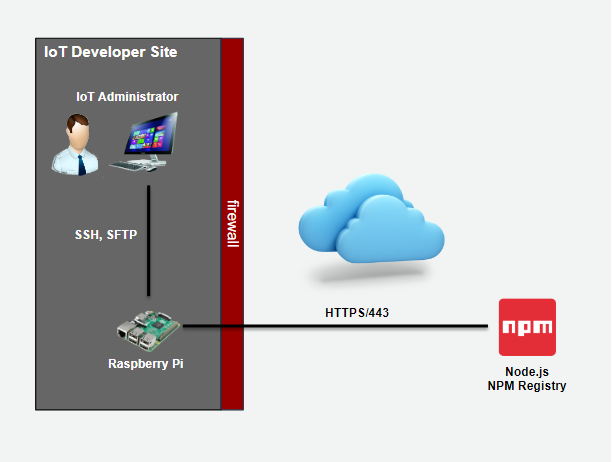 IoT Developer Site
IoT Administrator
SSH, SFTP
Raspberry Pi
firewall
HTTPS/443
npm
Node.js
NPM Registry